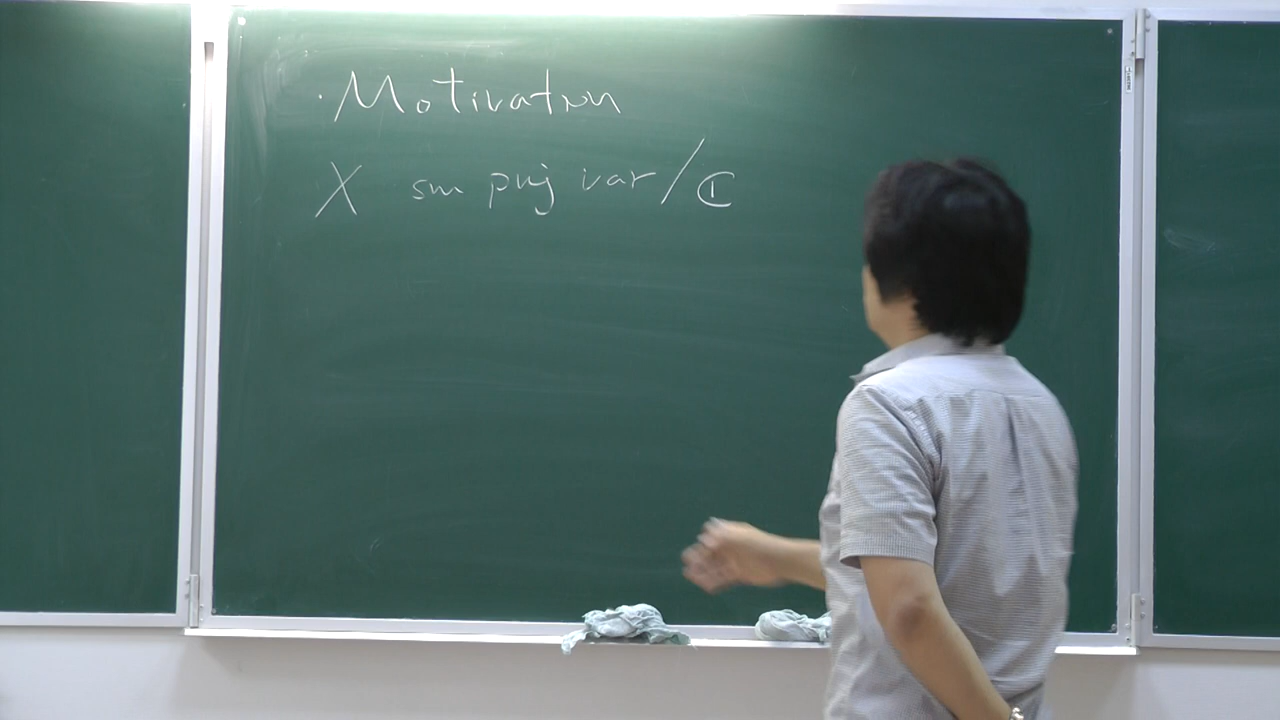 · Motivation
X sm proj var / ℂ